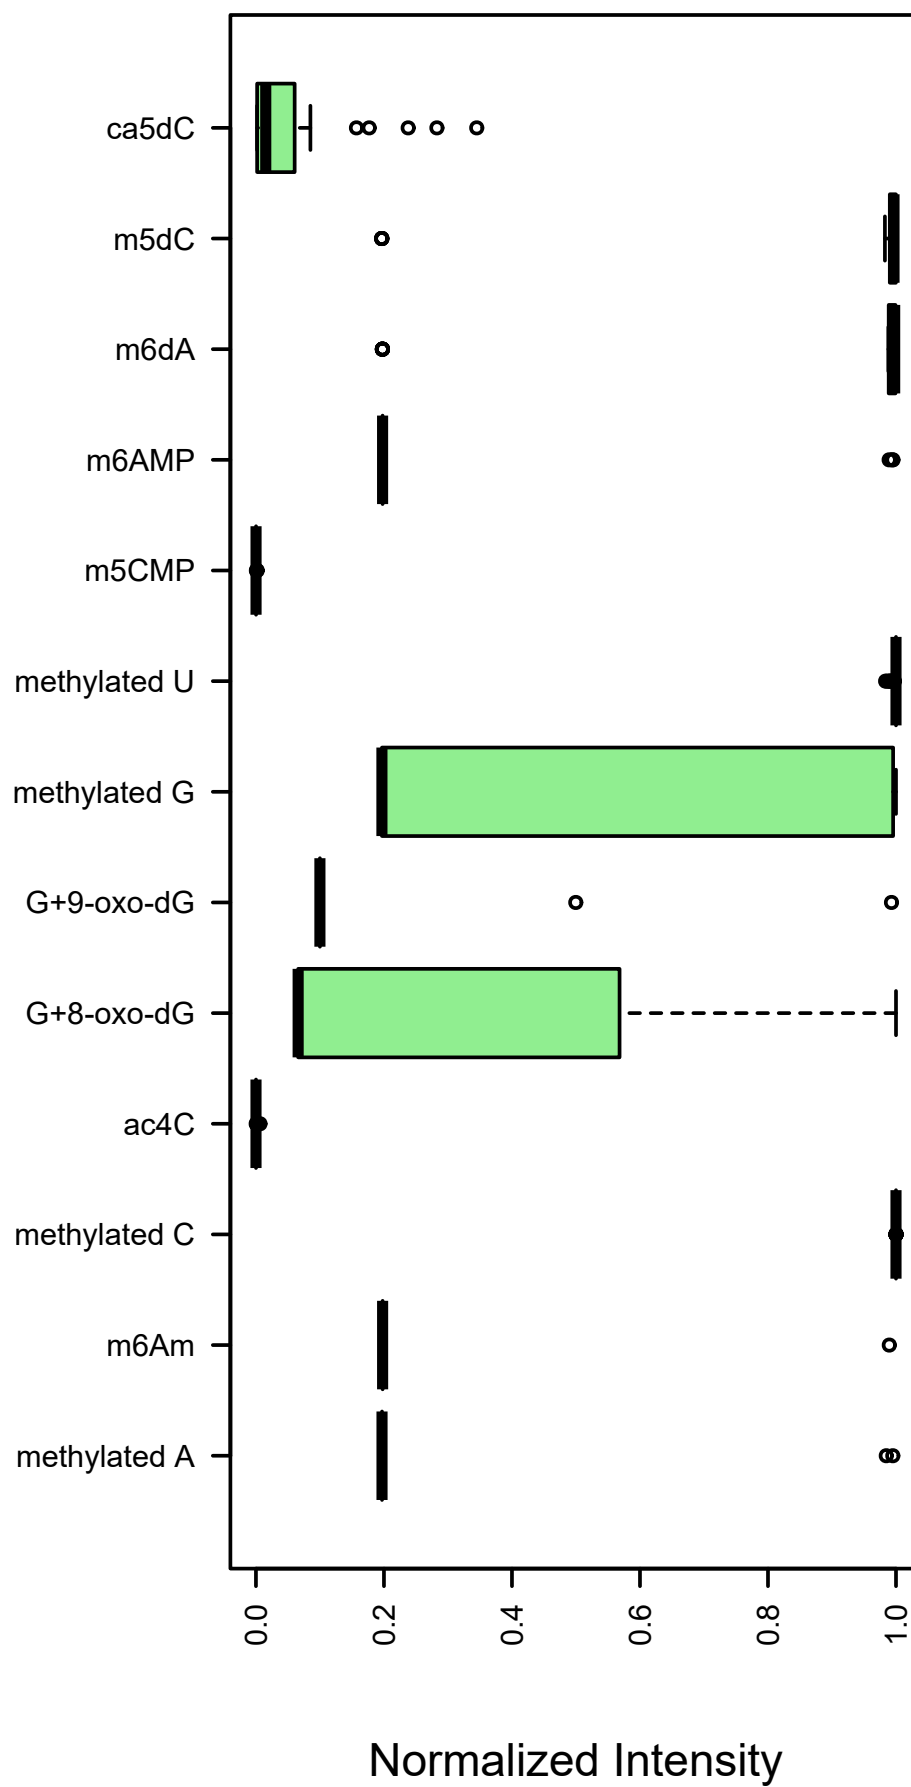 ca5dC
m5dC
m6dA
m6AMP
m5CMP
methylated U
methylated G
G+9-oxo-dG
G+8-oxo-dG
ac4C
methylated C
m6Am
methylated A
0.0
0.2
0.4
0.6
0.8
1.0
Normalized Intensity